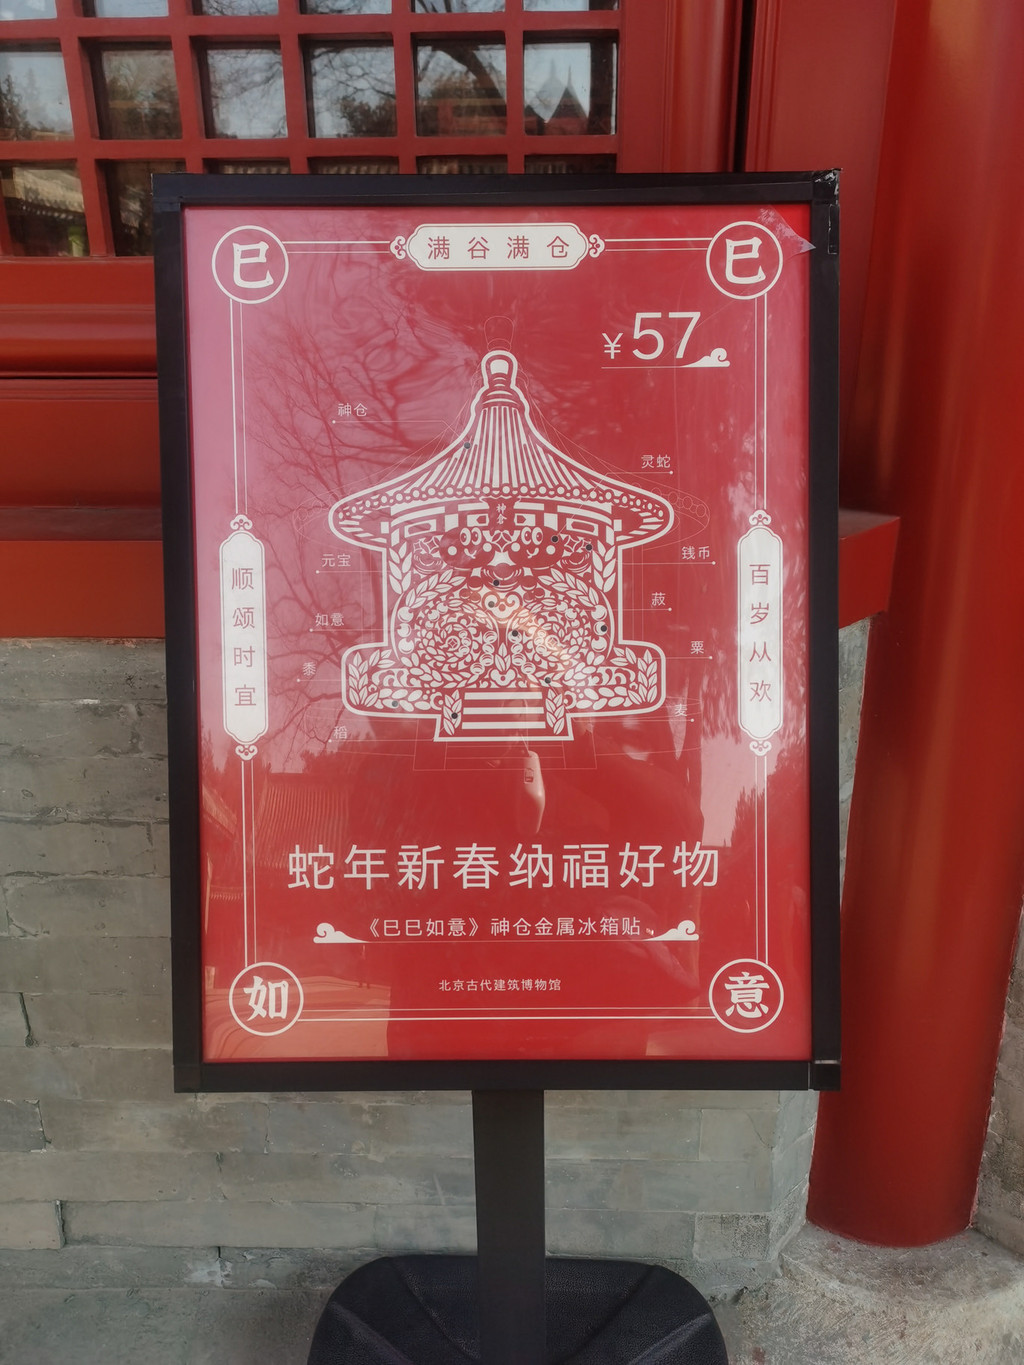 巳
满谷满仓
巳
¥57
神仓
灵蛇
神倉
元宝
钱币
菽
如意
粟
黍
麦
稻
顺颂时宜
百岁从欢
蛇年新春纳福好物
《巳巳如意》神仓金属冰箱贴
北京古代建筑博物馆
如
意